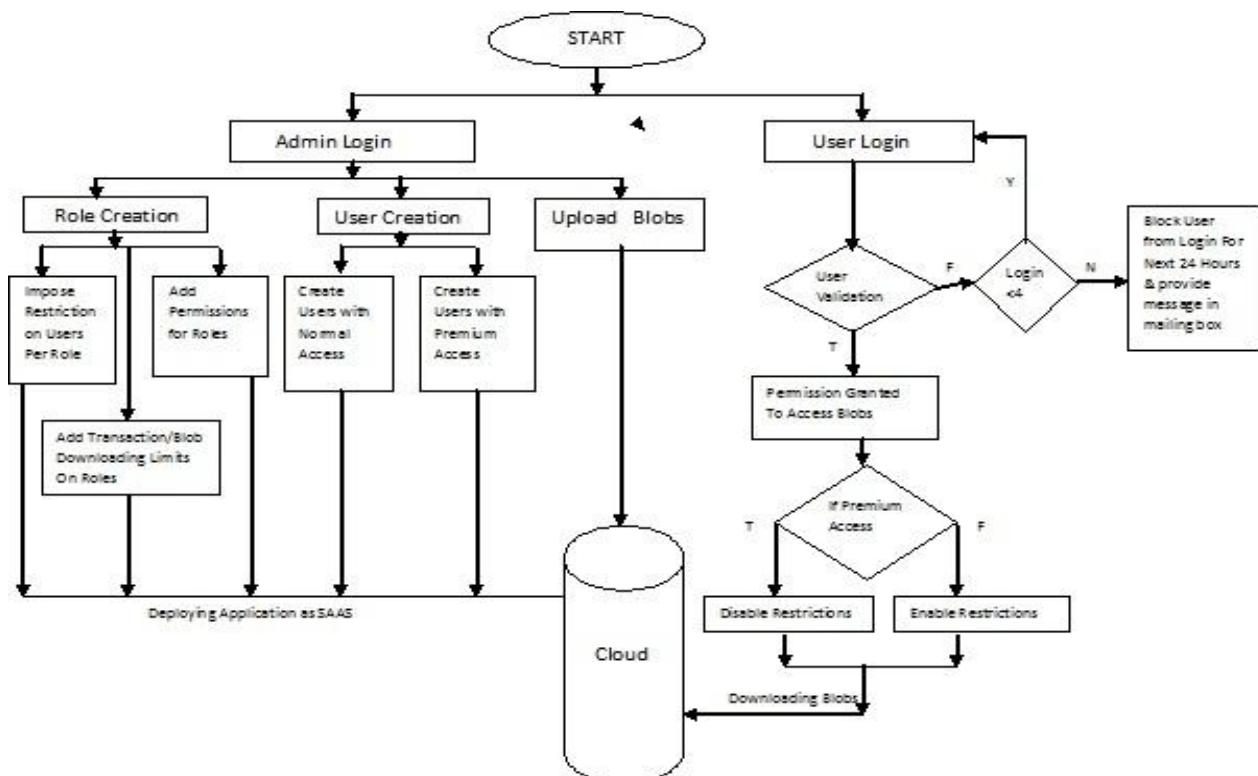 START
Admin Login
User Login
Y
Role Creation
User Creation
Upload Blobs
Block User
from Login For
Next 24 Hours
& provide
message in
mailing box
Impose
Restriction
on Users
Per Role
Add
Permissions
for Roles
Create
Users with
Normal
Access
Create
Users with
Premium
Access
User
Validation
F
Login
<4
N
T
Permission Granted
To Access Blobs
Add Transaction/Blob
Downloading Limits
On Roles
If Premium
Access
T
F
Deploying Application as SAAS
Disable Restrictions
Enable Restrictions
Cloud
Downloading Blobs